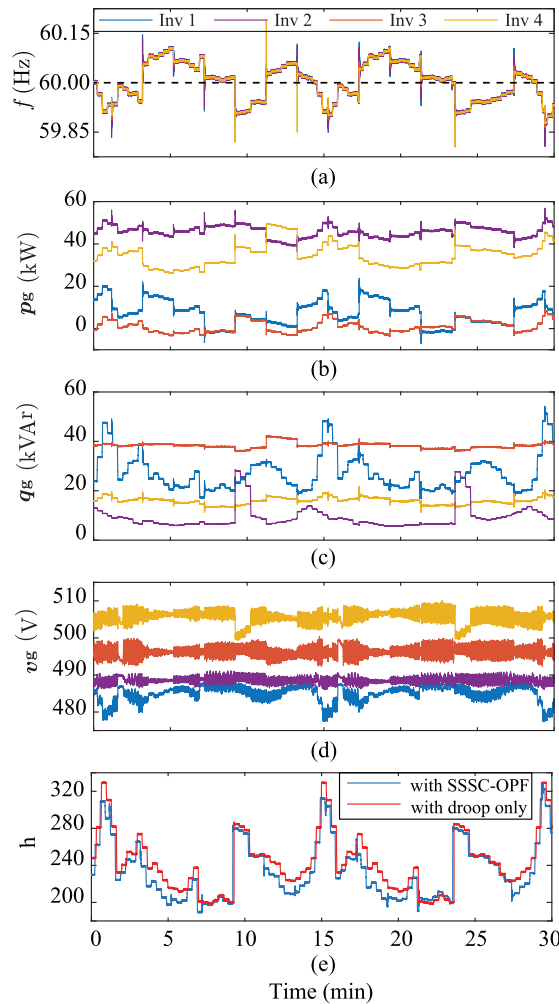 Inv 1 Inv 2 Inv 3 Inv 4
60.15
60.00
59.85
f (Hz)
(a)
60
40
20
0
pg (kW)
(b)
60
40
20
0
qg (kVAr)
(c)
510
500
490
480
vg (V)
(d)
with SSSC-OPF
with droop only
320
280
240
200
h
0 5 10 15 20 25 30
(e)
Time (min)